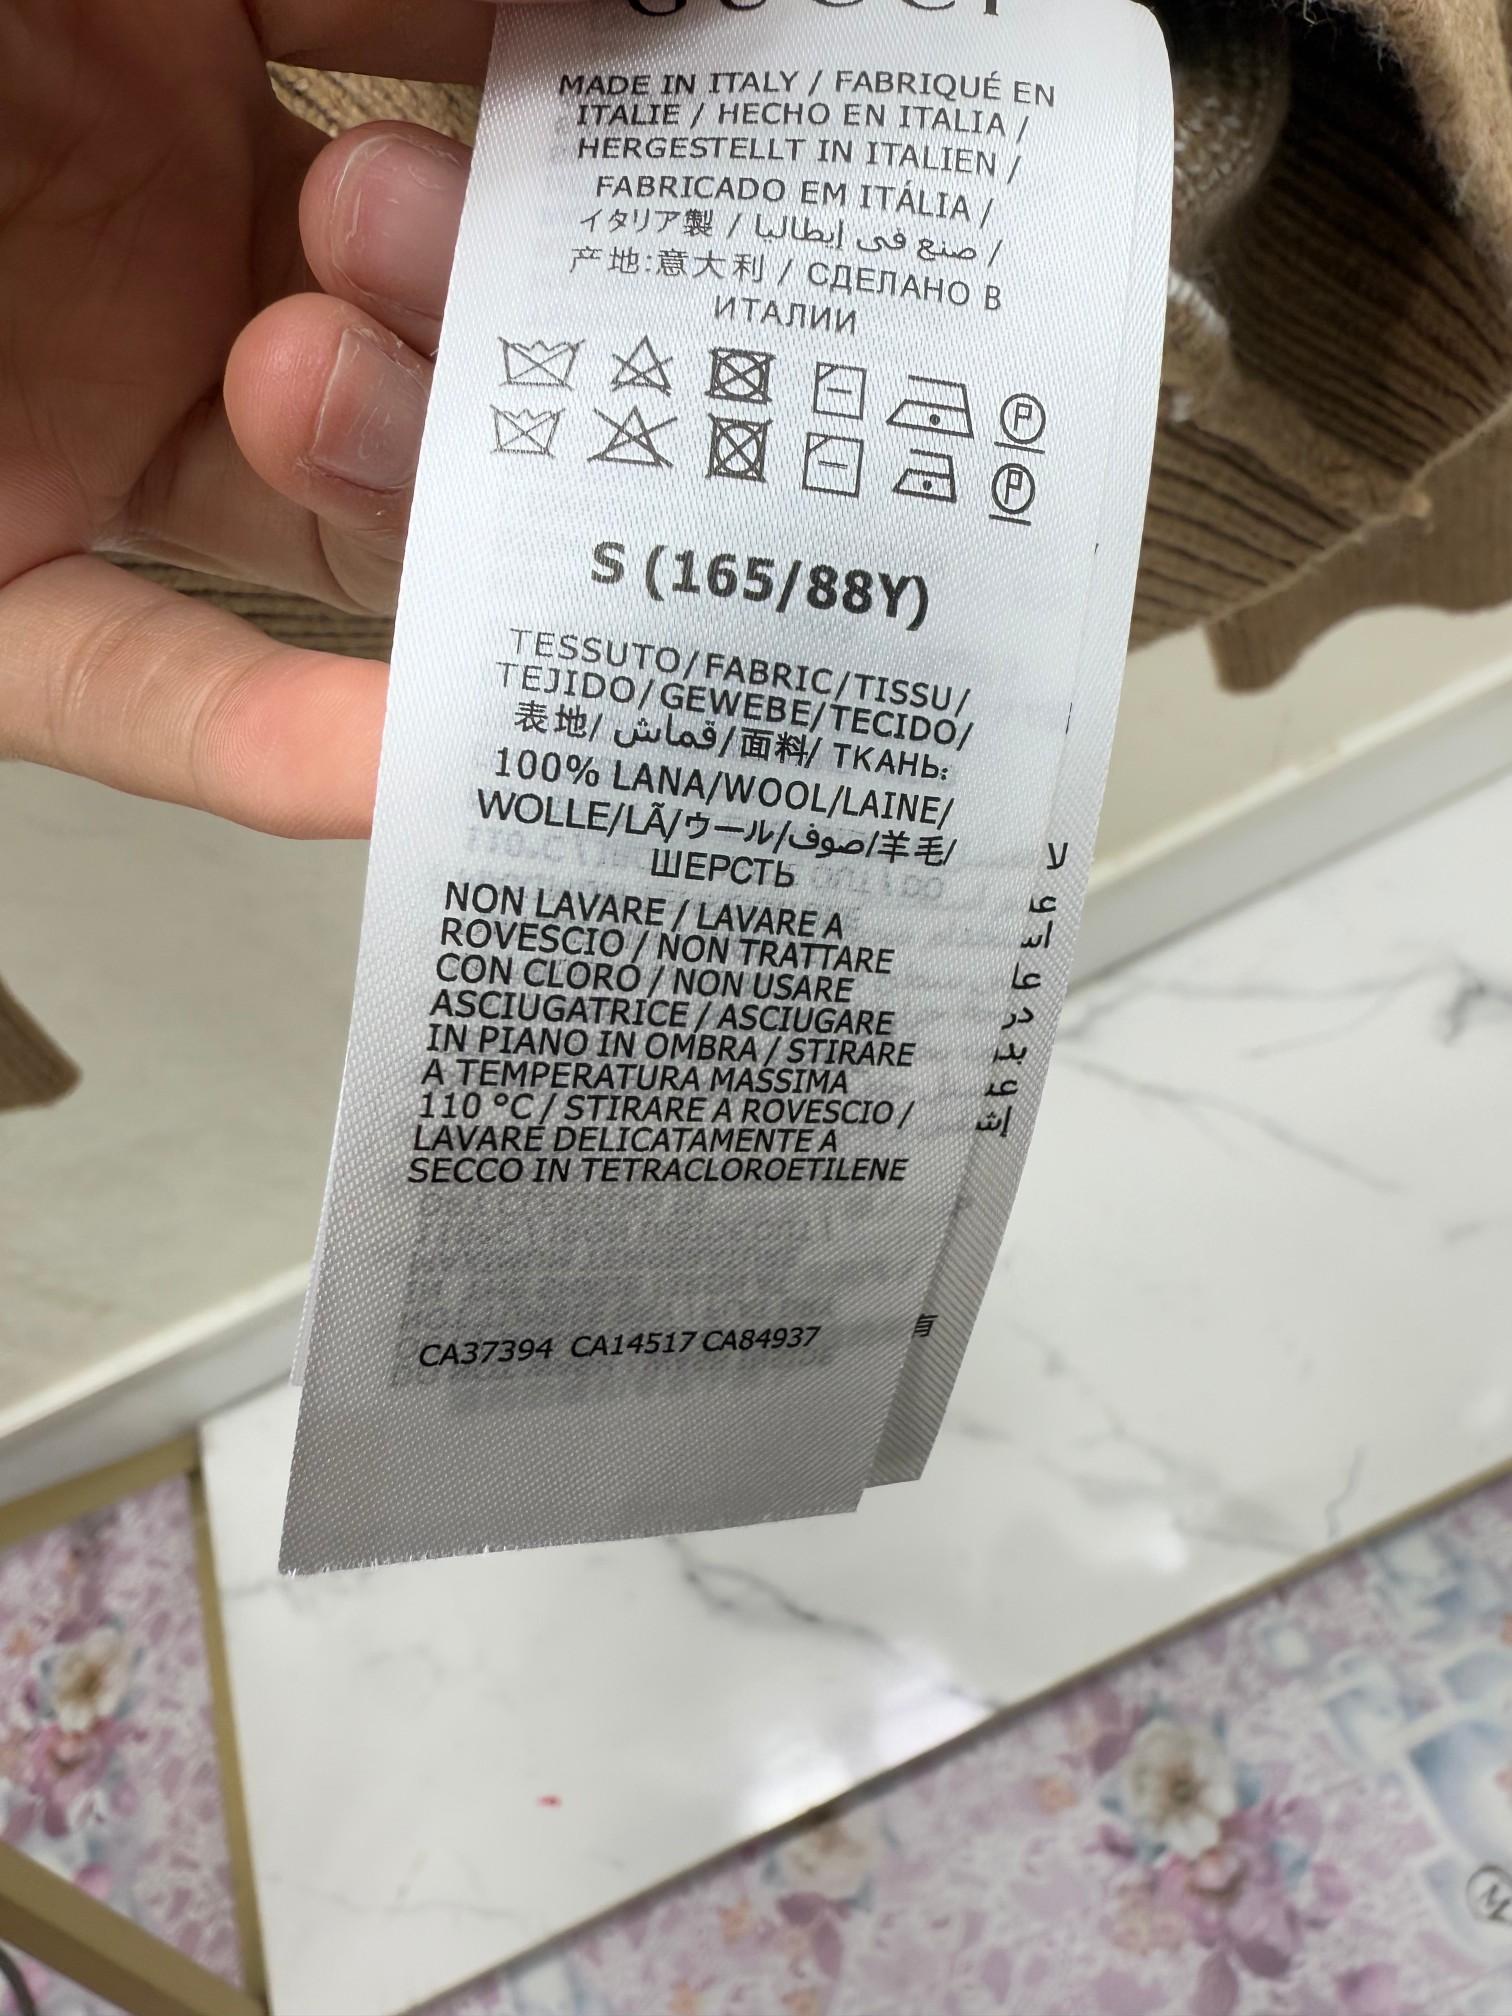 GUCCI
MADE IN ITALY / FABRIQUÉ EN
ITALIE / HECHO EN ITALIA /
HERGESTELLT IN ITALIEN /
FABRICADO EM ITÁLIA /
イタリア製 / صنع في إيطاليا /
产地:意大利 / СДЕЛАНО В
ИТАЛИИ
S (165/88Y)
TESSUTO/FABRIC/TISSU/
TEJIDO/GEWEBE/TECIDO/
表地/ قماش/面料/ ТКАНЬ:
100% LANA/WOOL/LAINE/
WOLLE/LÃ/ウール/صوف/羊毛/
ШЕРСТЬ
NON LAVARE / LAVARE A
ROVESCIO / NON TRATTARE
CON CLORO / NON USARE
ASCIUGATRICE / ASCIUGARE
IN PIANO IN OMBRA / STIRARE
A TEMPERATURA MASSIMA
110 °C / STIRARE A ROVESCIO /
LAVARE DELICATAMENTE A
SECCO IN TETRACLOROETILENE
CA37394 CA14517 CA84937